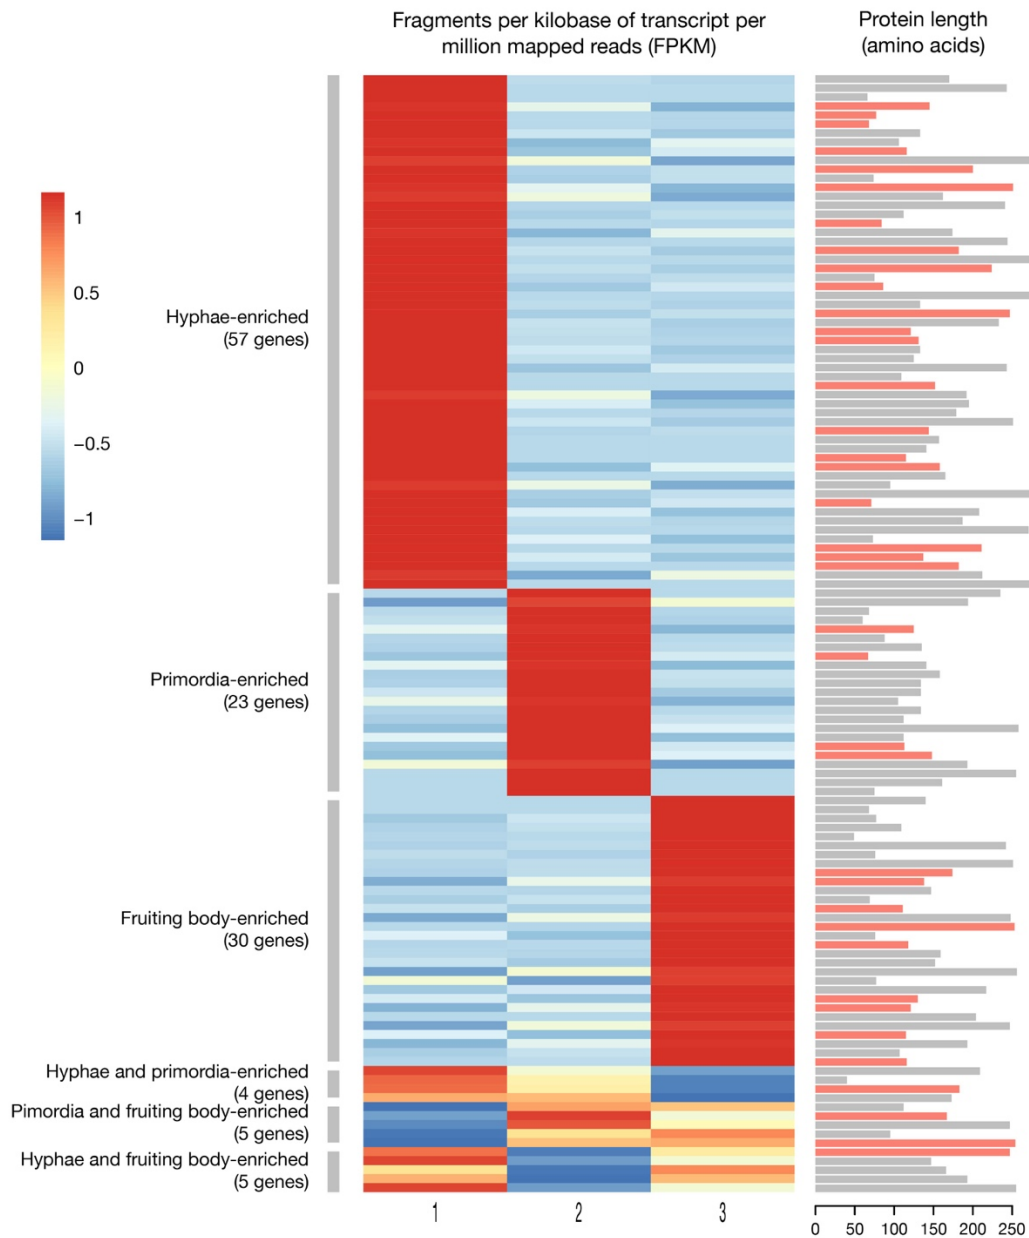 Fragments per kilobase of transcript per
million mapped reads (FPKM)
Protein length
(amino acids)
1
0.5
0
−0.5
−1
Hyphae-enriched
(57 genes)
Primordia-enriched
(23 genes)
Fruiting body-enriched
(30 genes)
Hyphae and primordia-enriched
(4 genes)
Pimordia and fruiting body-enriched
(5 genes)
Hyphae and fruiting body-enriched
(5 genes)
1 2 3
0 50 100 150 200 250